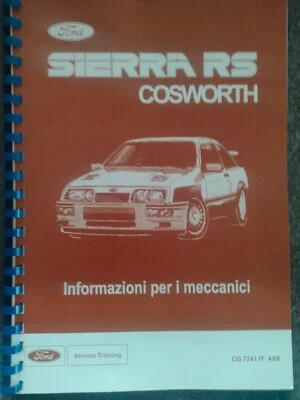 Ford
SIERRA RS
COSWORTH
Informazioni per i meccanici
Ford
Service Training
CG 7241 IT 4/88